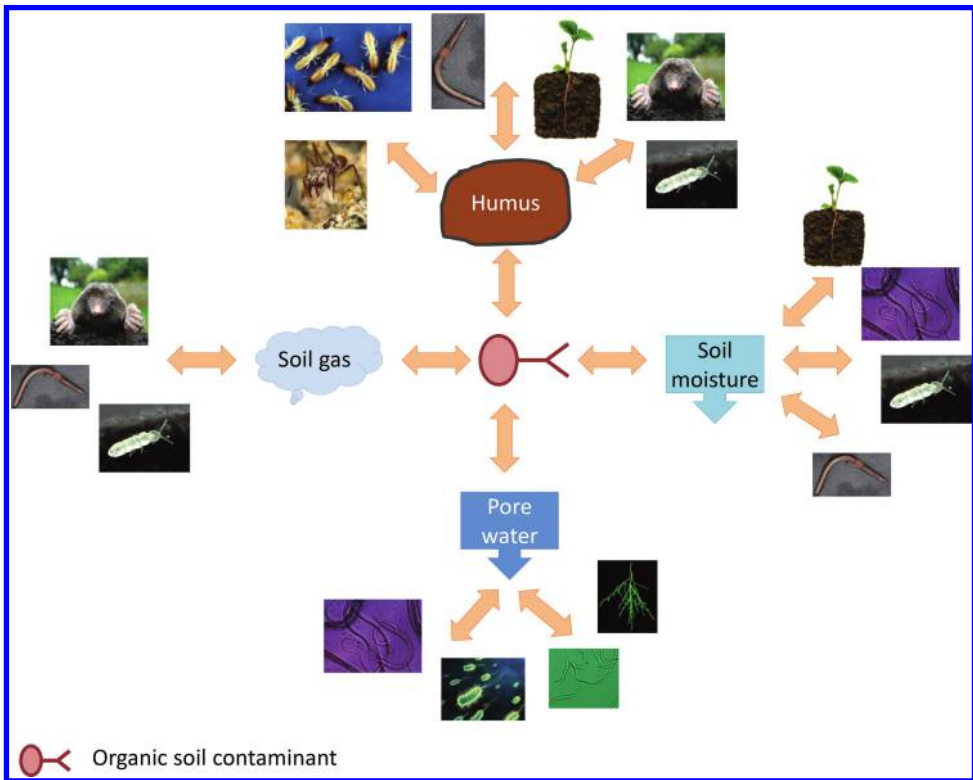 Humus
Soil gas
Soil
moisture
Pore
water
Organic soil contaminant